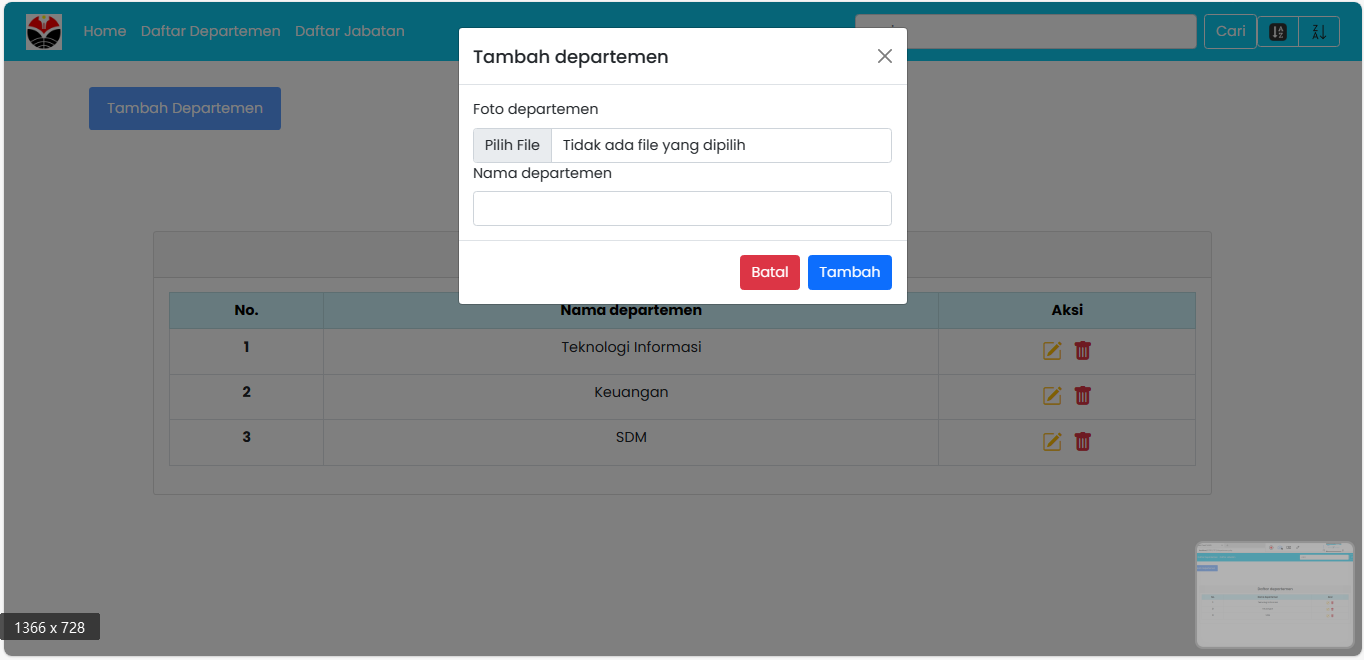 Home Daftar Departemen Daftar Jabatan Cari
Tambah departemen
Tambah Departemen
Foto departemen
Pilih File Tidak ada file yang dipilih
Nama departemen
Batal Tambah
No. Nama departemen Aksi
1 Teknologi Informasi
2 Keuangan
3 SDM
1366 x 728